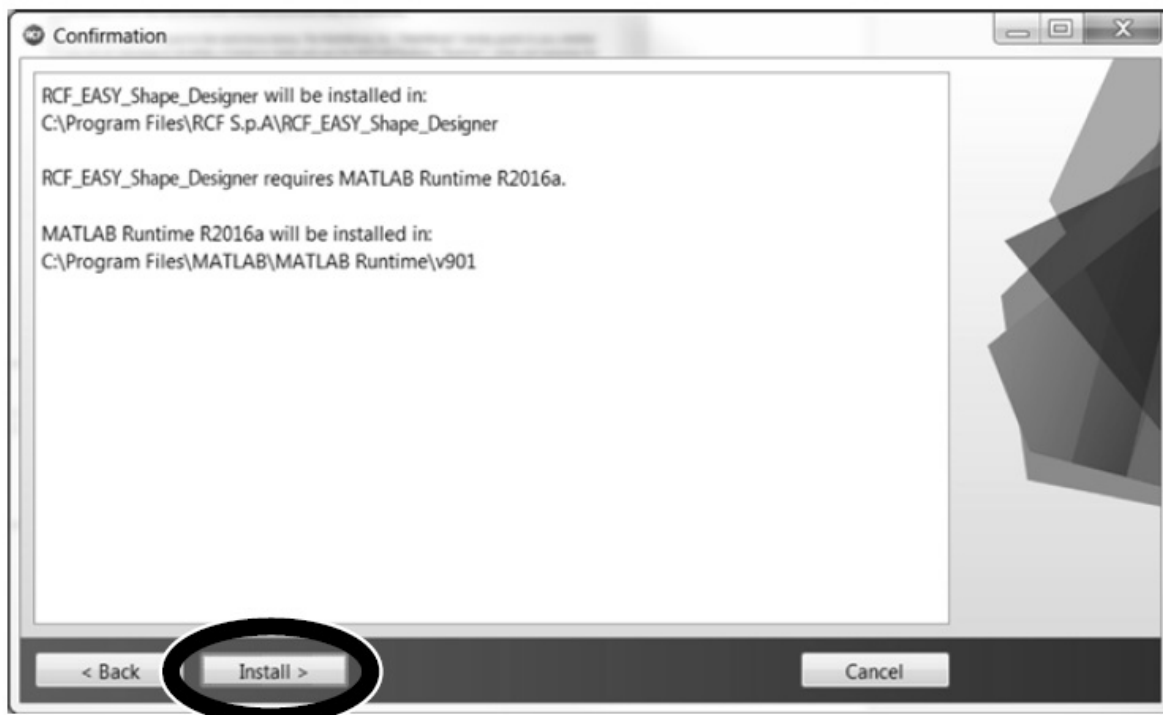 Confirmation
RCF_EASY_Shape_Designer will be installed in:
C:\Program Files\RCF S.p.A\RCF_EASY_Shape_Designer
RCF_EASY_Shape_Designer requires MATLAB Runtime R2016a.
MATLAB Runtime R2016a will be installed in:
C:\Program Files\MATLAB\MATLAB Runtime\v901
< Back
Install >
Cancel